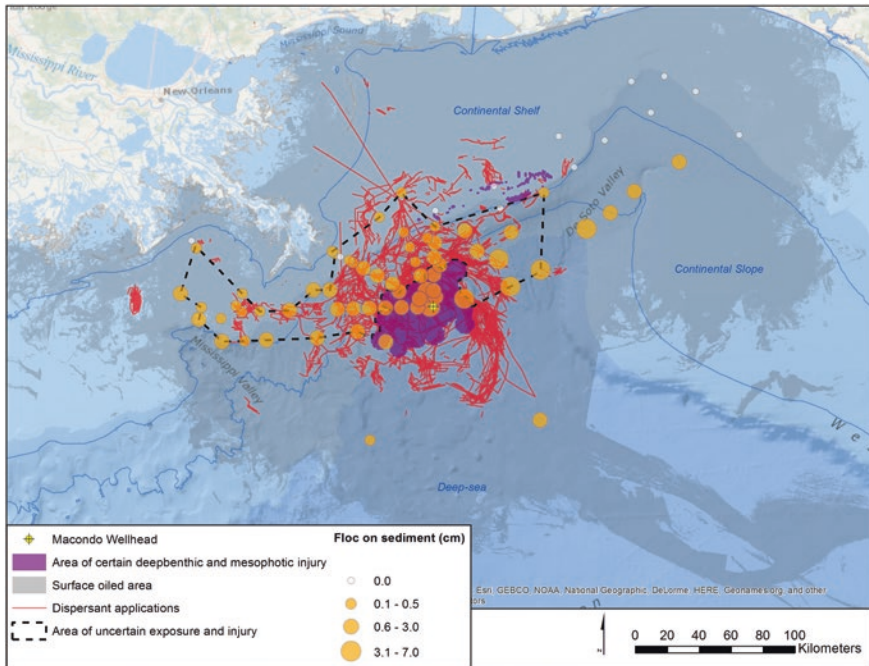 Mississippi Sound
Mississippi River
New Orleans
Continental Shelf
De Soto Valley
Continental Slope
Mississippi Valley
W e
Deep-sea
Macondo Wellhead
Area of certain deepbenthic and mesophotic injury
Surface oiled area
Dispersant applications
Area of uncertain exposure and injury
Floc on sediment (cm)
0.0
0.1 - 0.5
0.6 - 3.0
3.1 - 7.0
Esri, GEBCO, NOAA, National Geographic, DeLorme, HERE, Geonames.org, and other
tors
n
N
0 20 40 60 80 100
Kilometers